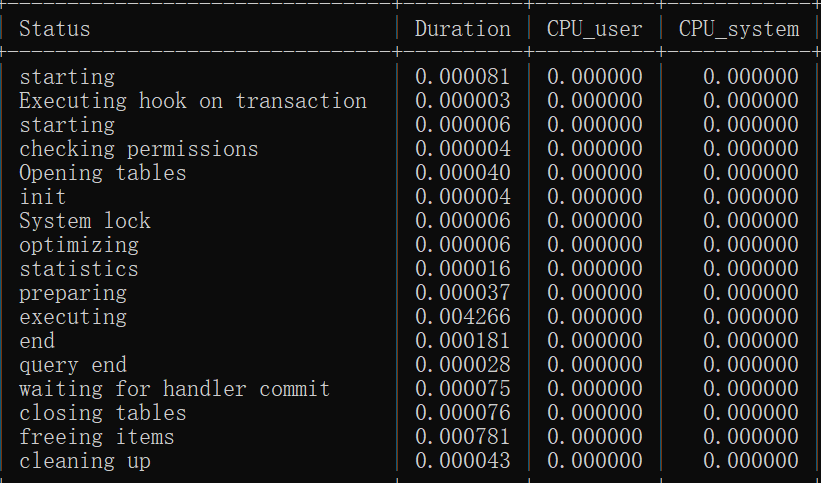 Status Duration CPU_user CPU_system
starting 0.000081 0.000000 0.000000
Executing hook on transaction 0.000003 0.000000 0.000000
starting 0.000006 0.000000 0.000000
checking permissions 0.000004 0.000000 0.000000
Opening tables 0.000040 0.000000 0.000000
init 0.000004 0.000000 0.000000
System lock 0.000006 0.000000 0.000000
optimizing 0.000006 0.000000 0.000000
statistics 0.000016 0.000000 0.000000
preparing 0.000037 0.000000 0.000000
executing 0.004266 0.000000 0.000000
end 0.000181 0.000000 0.000000
query end 0.000028 0.000000 0.000000
waiting for handler commit 0.000075 0.000000 0.000000
closing tables 0.000076 0.000000 0.000000
freeing items 0.000781 0.000000 0.000000
cleaning up 0.000043 0.000000 0.000000